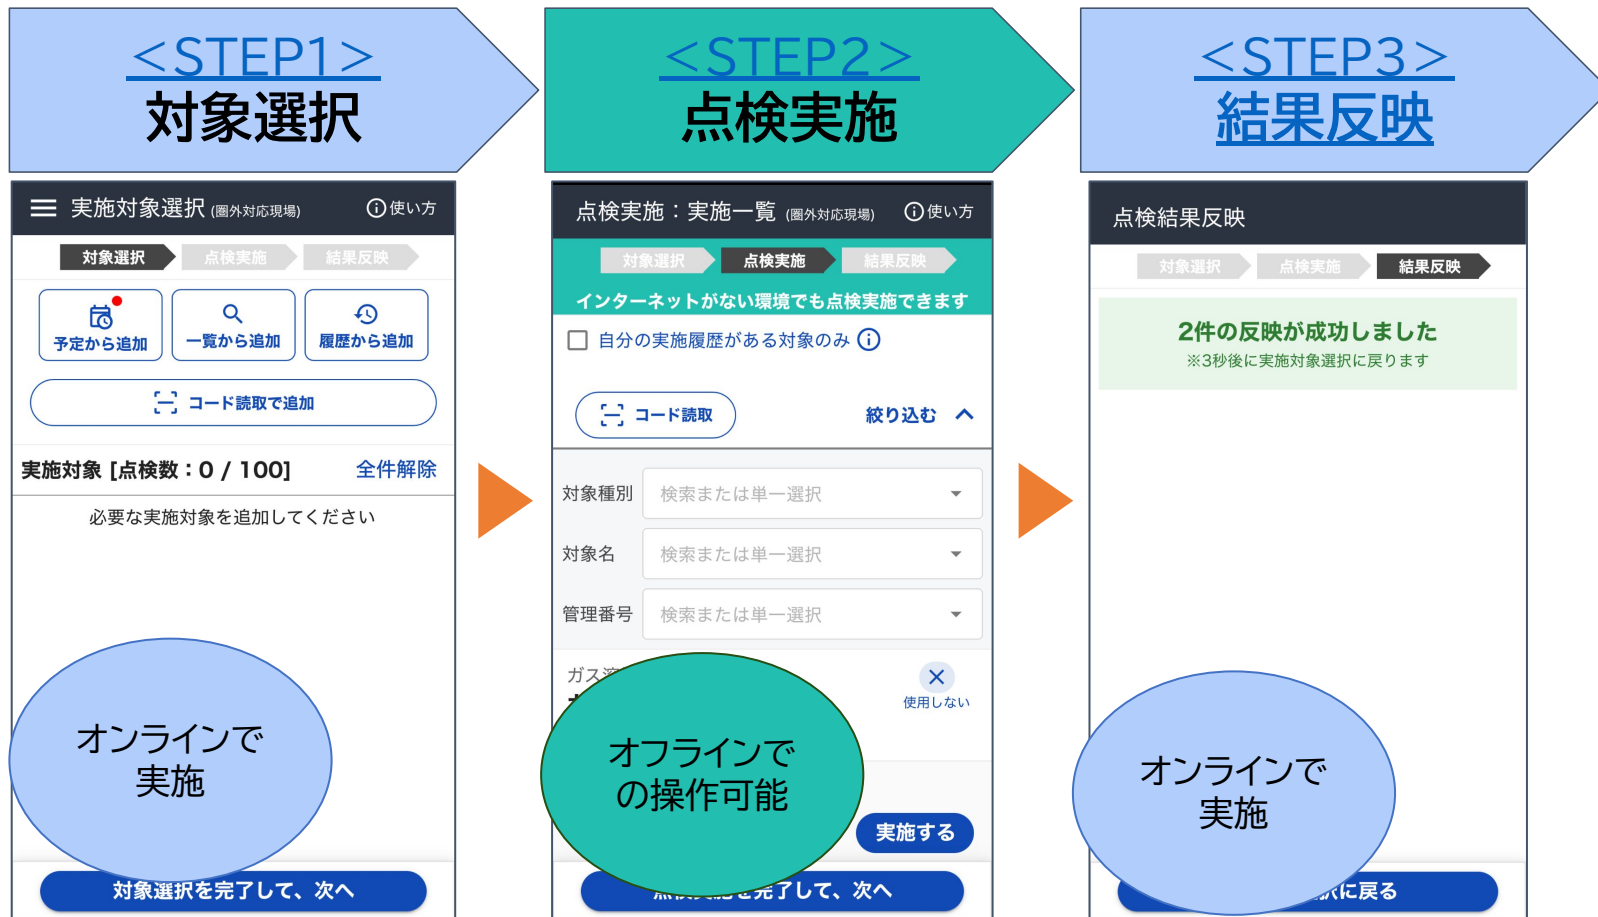 <STEP1>
対象選択
<STEP2>
点検実施
<STEP3>
結果反映
実施対象選択 (圏外対応現場)
使い方
対象選択
点検実施
結果反映
予定から追加
一覧から追加
履歴から追加
コード読取で追加
実施対象 [点検数:0 / 100]
全件解除
必要な実施対象を追加してください
オンラインで
実施
対象選択を完了して、次へ
点検実施:実施一覧 (圏外対応現場)
使い方
対象選択
点検実施
結果反映
インターネットがない環境でも点検実施できます
自分の実施履歴がある対象のみ
コード読取
絞り込む
対象種別
検索または単一選択
対象名
検索または単一選択
管理番号
検索または単一選択
ガス溶
使用しない
オフラインで
の操作可能
実施する
を完了して、次へ
点検結果反映
対象選択
点検実施
結果反映
2件の反映が成功しました
※3秒後に実施対象選択に戻ります
オンラインで
実施
に戻る